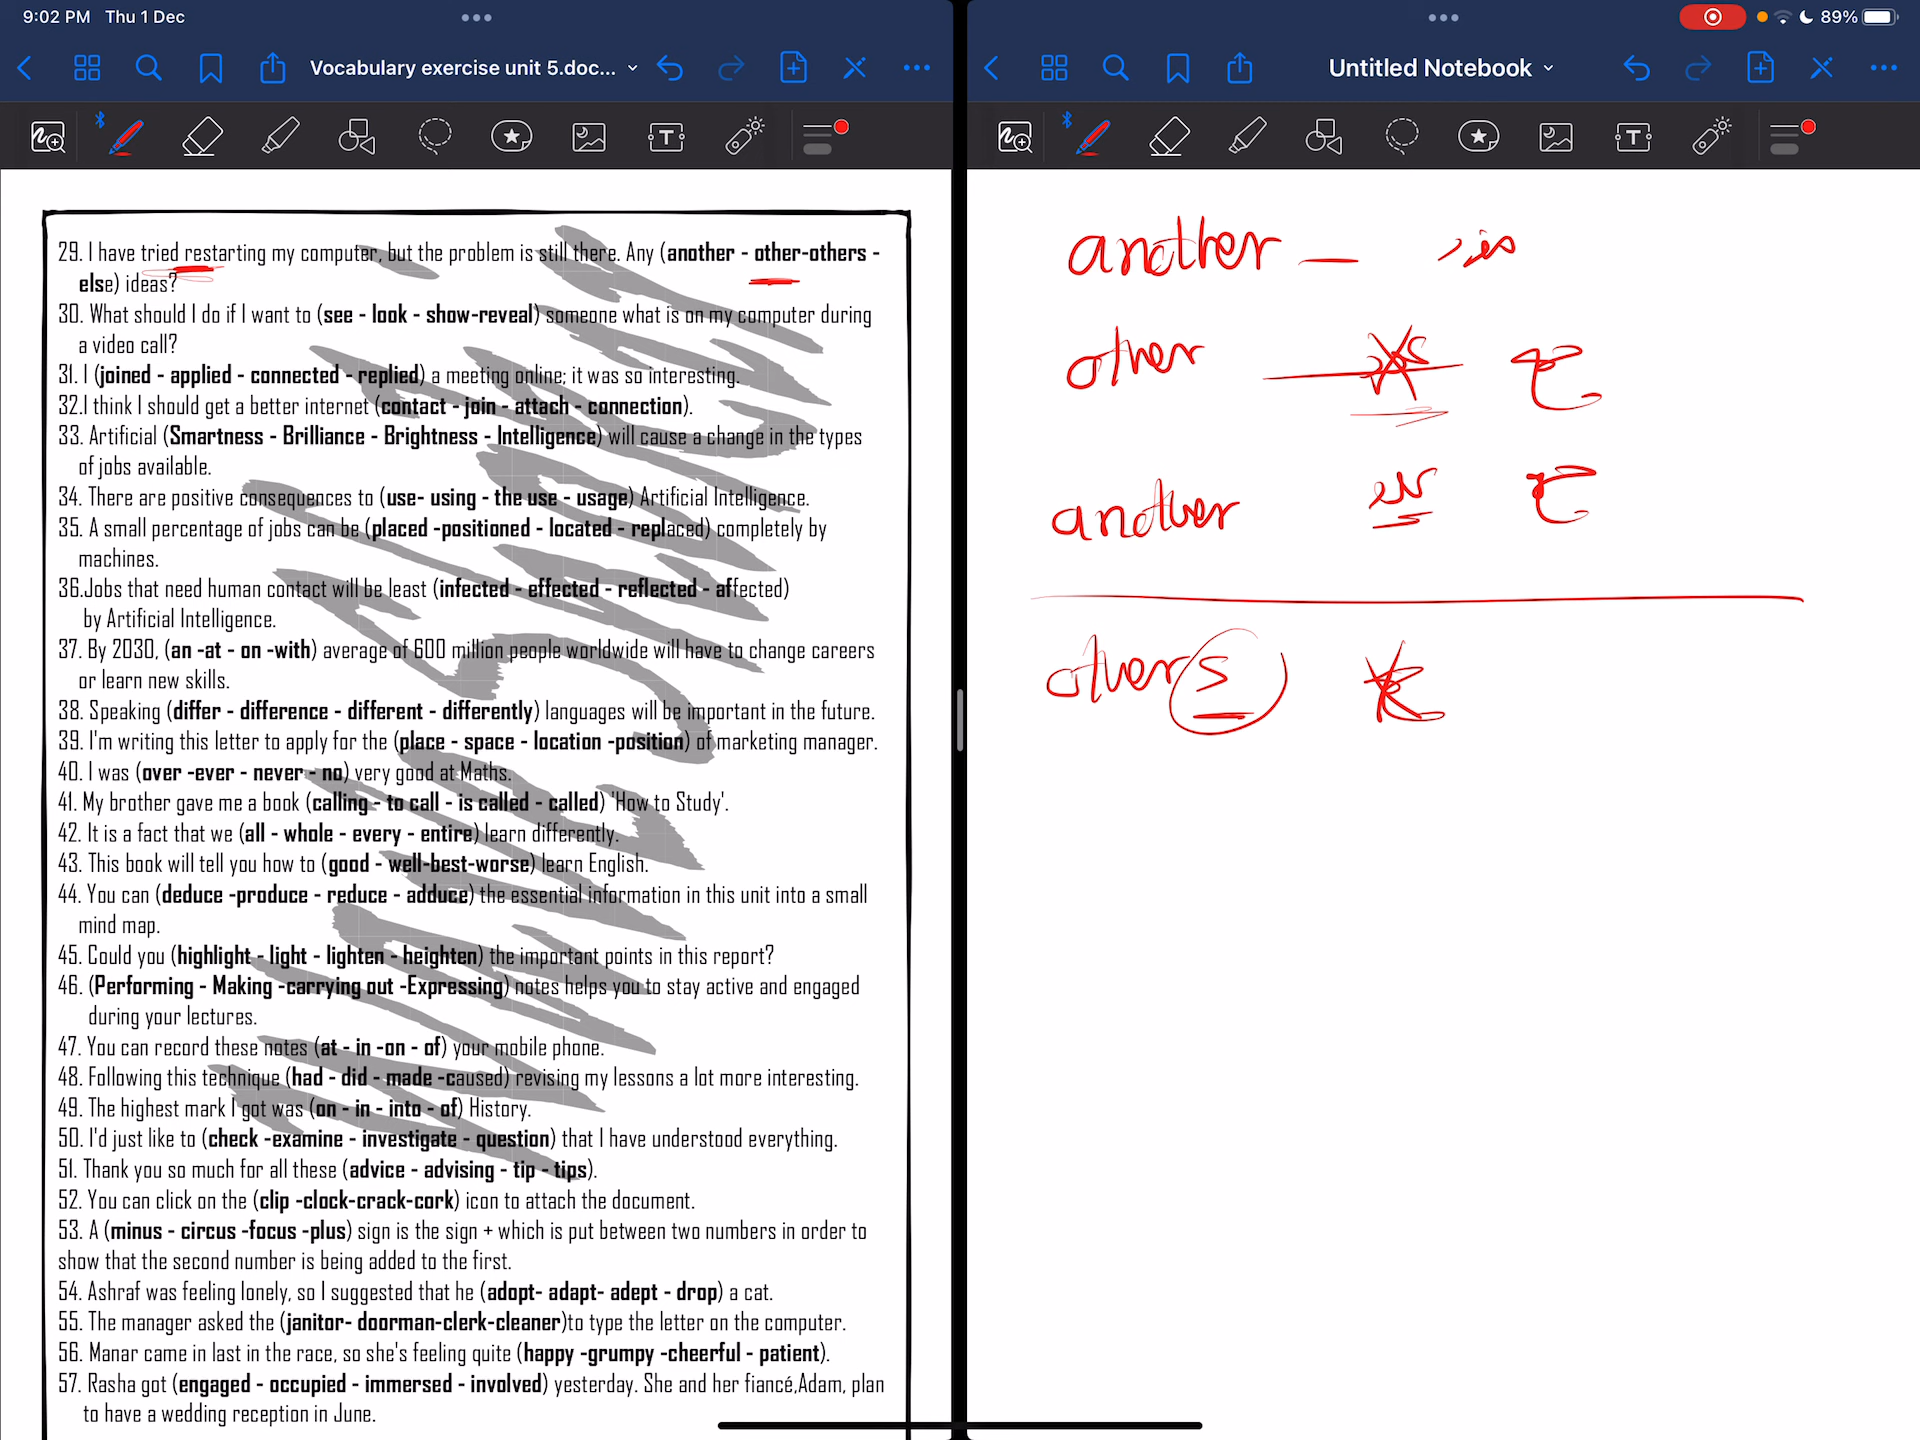 9:02 PM Thu 1 Dec
89%
Vocabulary exercise unit 5.doc...
Untitled Notebook
29. I have tried restarting my computer, but the problem is still there. Any (another - other-others -
else) ideas?
30. What should I do if I want to (see - look - show-reveal) someone what is on my computer during
a video call?
31. I (joined - applied - connected - replied) a meeting online; it was so interesting.
32.I think I should get a better internet (contact - join - attach - connection).
33. Artificial (Smartness - Brilliance - Brightness - Intelligence) will cause a change in the types
of jobs available.
34. There are positive consequences to (use- using - the use - usage) Artificial Intelligence.
35. A small percentage of jobs can be (placed -positioned - located - replaced) completely by
machines.
36.Jobs that need human contact will be least (infected - effected - reflected - affected)
by Artificial Intelligence.
37. By 2030, (an -at - on -with) average of 600 million people worldwide will have to change careers
or learn new skills.
38. Speaking (differ - difference - different - differently) languages will be important in the future.
39. I'm writing this letter to apply for the (place - space - location -position) of marketing manager.
40. I was (over -ever - never - no) very good at Maths.
41. My brother gave me a book (calling - to call - is called - called) 'How to Study'.
42. It is a fact that we (all - whole - every - entire) learn differently.
43. This book will tell you how to (good - well-best-worse) learn English.
44. You can (deduce -produce - reduce - adduce) the essential information in this unit into a small
mind map.
45. Could you (highlight - light - lighten - heighten) the important points in this report?
46. (Performing - Making -carrying out -Expressing) notes helps you to stay active and engaged
during your lectures.
47. You can record these notes (at - in -on - of) your mobile phone.
48. Following this technique (had - did - made -caused) revising my lessons a lot more interesting.
49. The highest mark I got was (on - in - into - of) History.
50. I'd just like to (check -examine - investigate - question) that I have understood everything.
51. Thank you so much for all these (advice - advising - tip - tips).
52. You can click on the (clip -clock-crack-cork) icon to attach the document.
53. A (minus - circus -focus -plus) sign is the sign + which is put between two numbers in order to
show that the second number is being added to the first.
54. Ashraf was feeling lonely, so I suggested that he (adopt- adapt- adept - drop) a cat.
55. The manager asked the (janitor- doorman-clerk-cleaner)to type the letter on the computer.
56. Manar came in last in the race, so she's feeling quite (happy -grumpy -cheerful - patient).
57. Rasha got (engaged - occupied - immersed - involved) yesterday. She and her fiancé,Adam, plan
to have a wedding reception in June.
another –
other
another
others